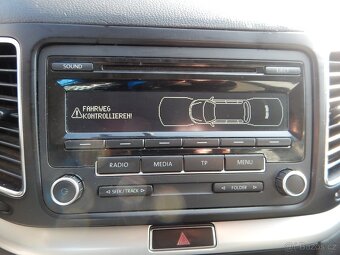 SOUND
FAHRWEG
KONTROLLIEREN!
RADIO
MEDIA
TP
MENU
SEEK/TRACK
FOLDER